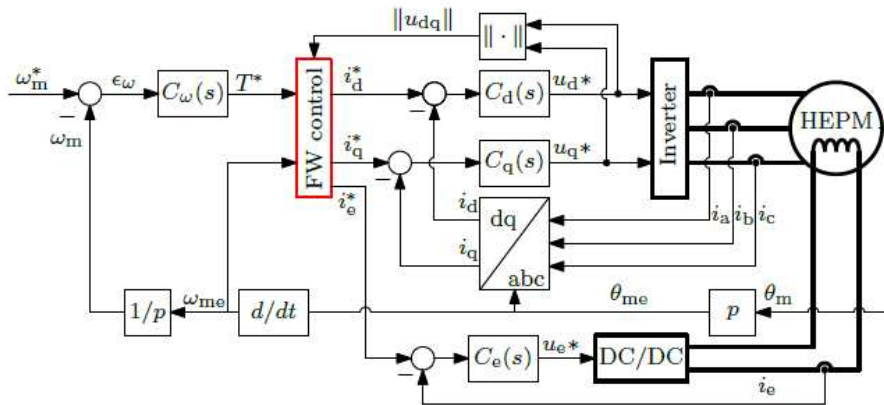 ‖u_dq‖
‖ · ‖
ω*_m
ϵ_ω
C_ω(s)
T*
FW control
i*_d
C_d(s)
u_d*
Inverter
HEPM
−
ω_m
−
i*_q
C_q(s)
u_q*
−
i*_e
i_d
dq
i_a
i_b
i_c
i_q
abc
1/p
ω_me
d/dt
θ_me
p
θ_m
C_e(s)
u_e*
DC/DC
−
i_e